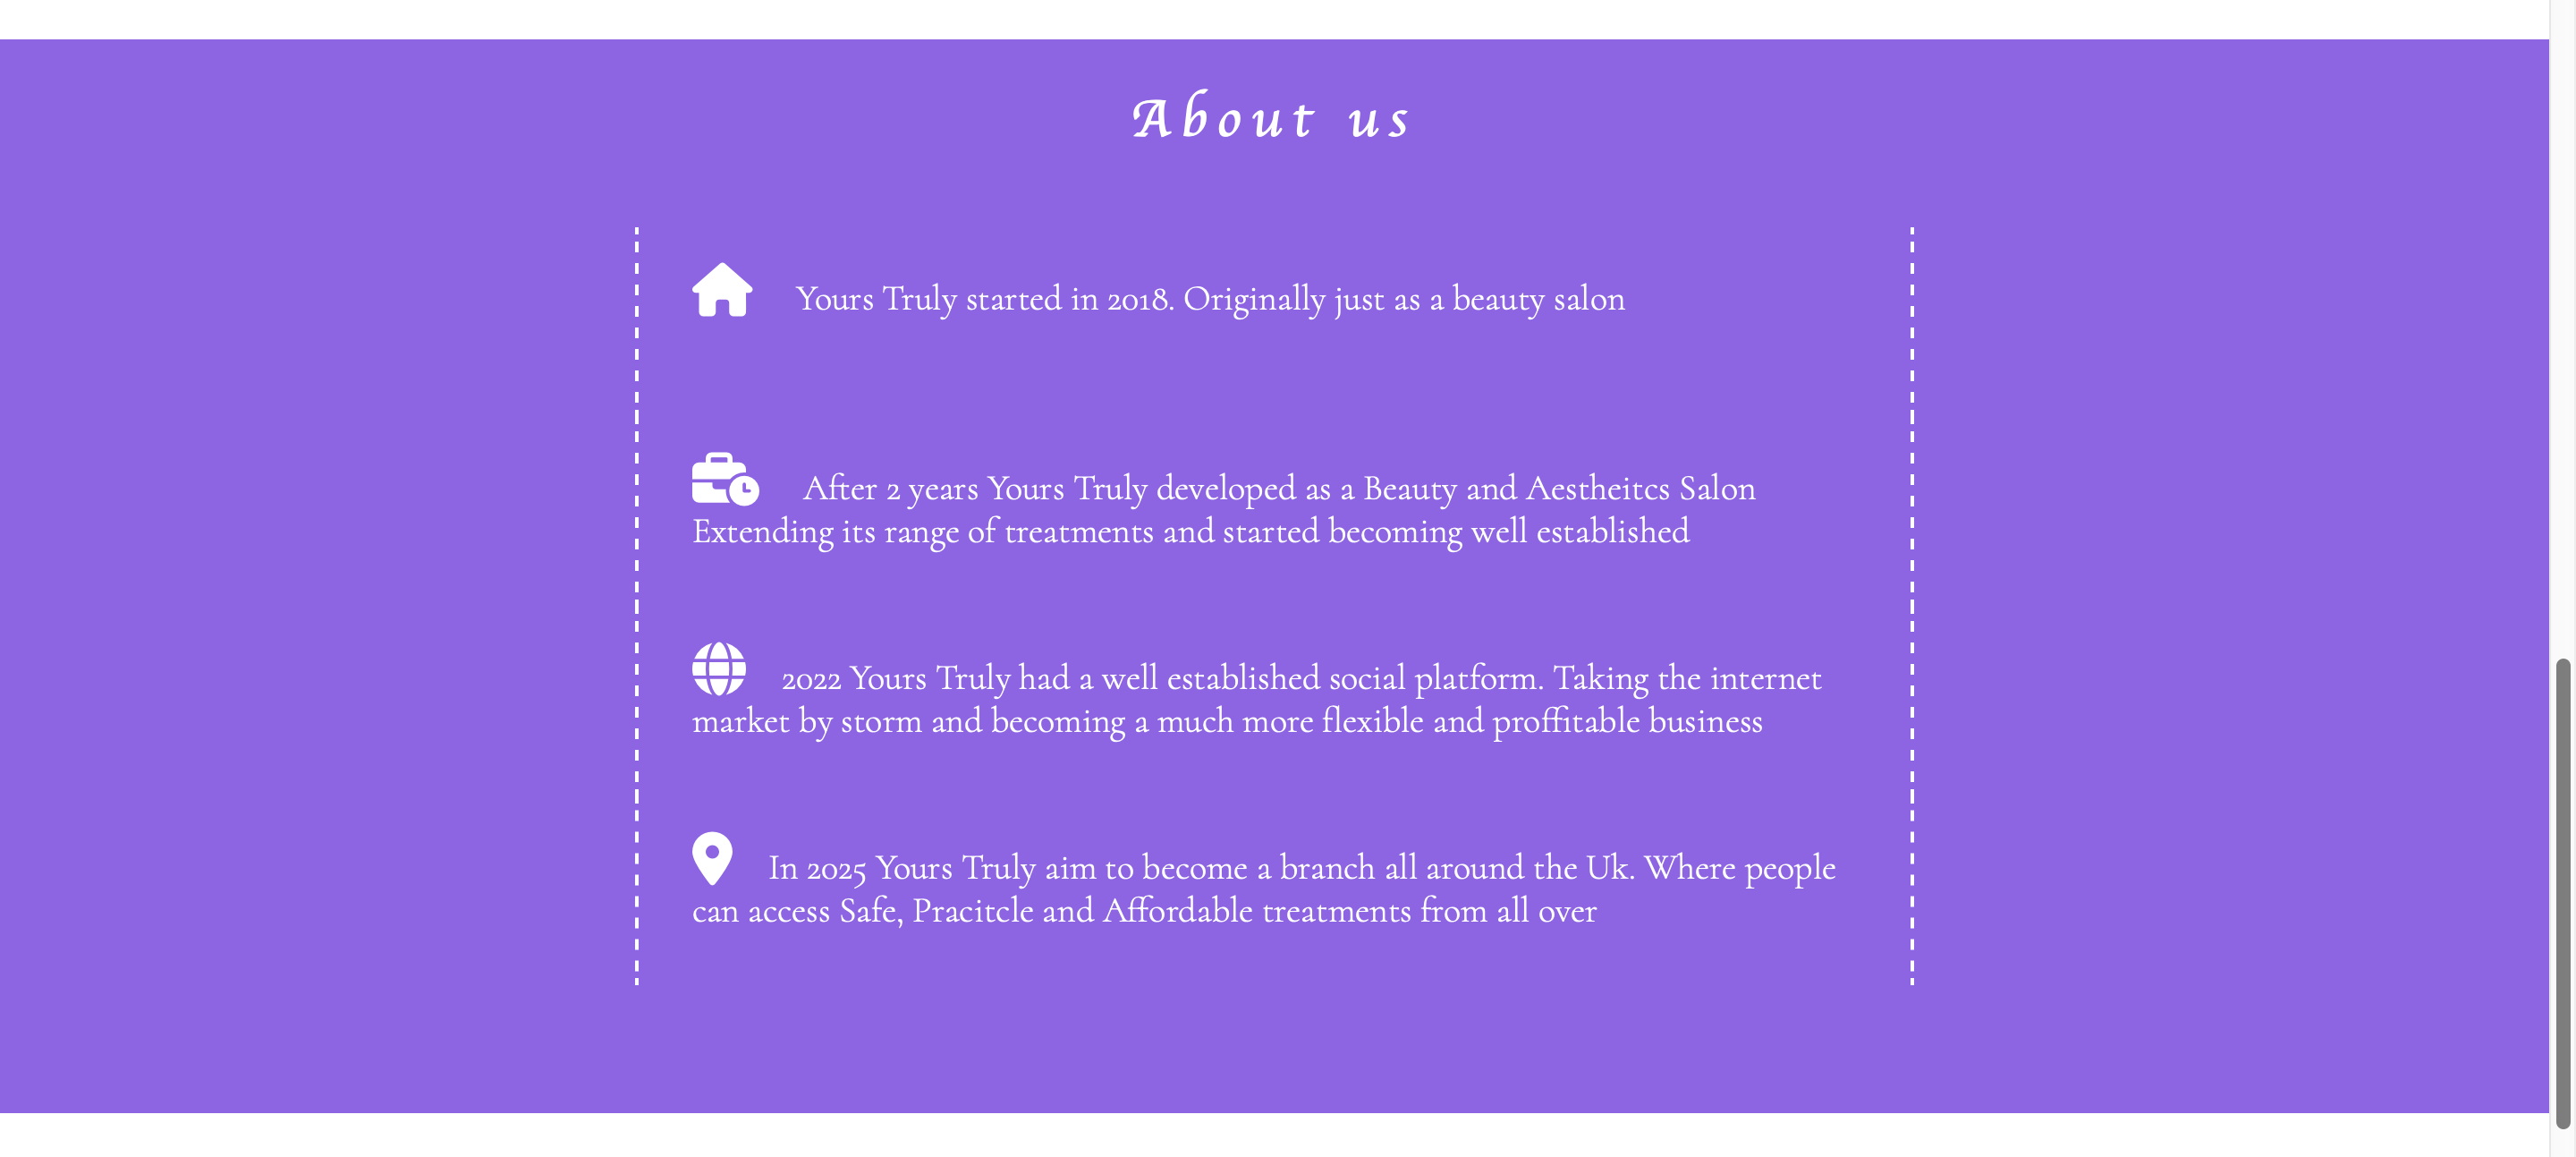 About us
Yours Truly started in 2018. Originally just as a beauty salon
After 2 years Yours Truly developed as a Beauty and Aestheitcs Salon
Extending its range of treatments and started becoming well established
2022 Yours Truly had a well established social platform. Taking the internet
market by storm and becoming a much more flexible and proffitable business
In 2025 Yours Truly aim to become a branch all around the Uk. Where people
can access Safe, Pracitcle and Affordable treatments from all over